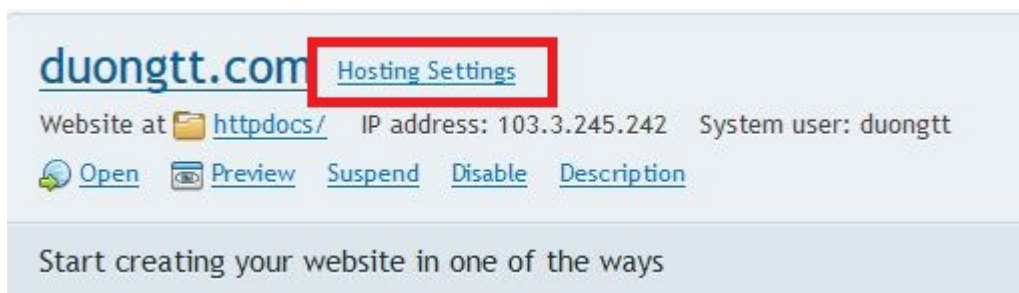 duongtt.com Hosting Settings
Website at httpdocs/ IP address: 103.3.245.242 System user: duongtt
Open Preview Suspend Disable Description
Start creating your website in one of the ways